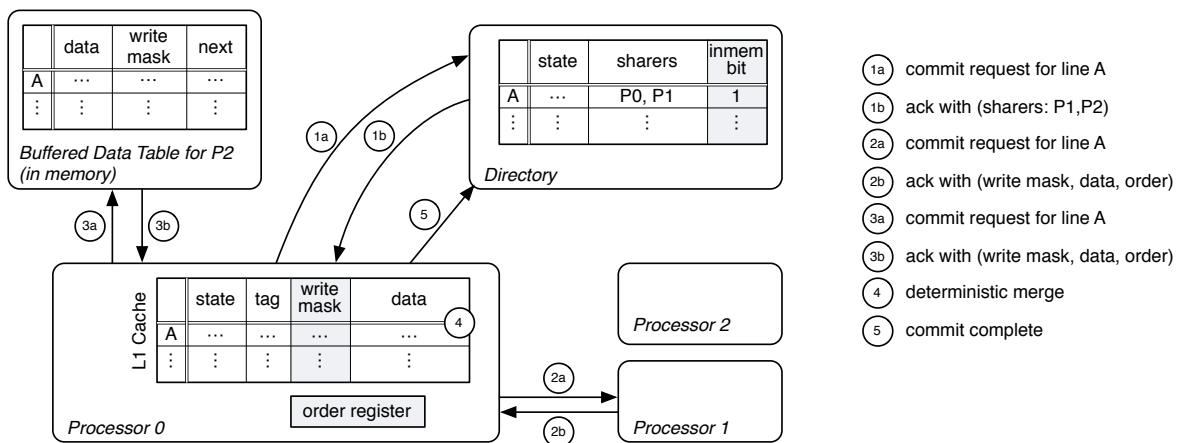 data write mask next
A ... ... ...
⋮ ⋮ ⋮ ⋮
Buffered Data Table for P2
(in memory)
state sharers inmem bit
A ... P0, P1 1
⋮ ⋮ ⋮ ⋮
Directory
1a
1b
5
3a
3b
L1 Cache
state tag write mask data
A ... ... ... ...
⋮ ⋮ ⋮ ⋮ ⋮
4
order register
Processor 0
2a
2b
Processor 2
Processor 1
1a commit request for line A
1b ack with (sharers: P1,P2)
2a commit request for line A
2b ack with (write mask, data, order)
3a commit request for line A
3b ack with (write mask, data, order)
4 deterministic merge
5 commit complete